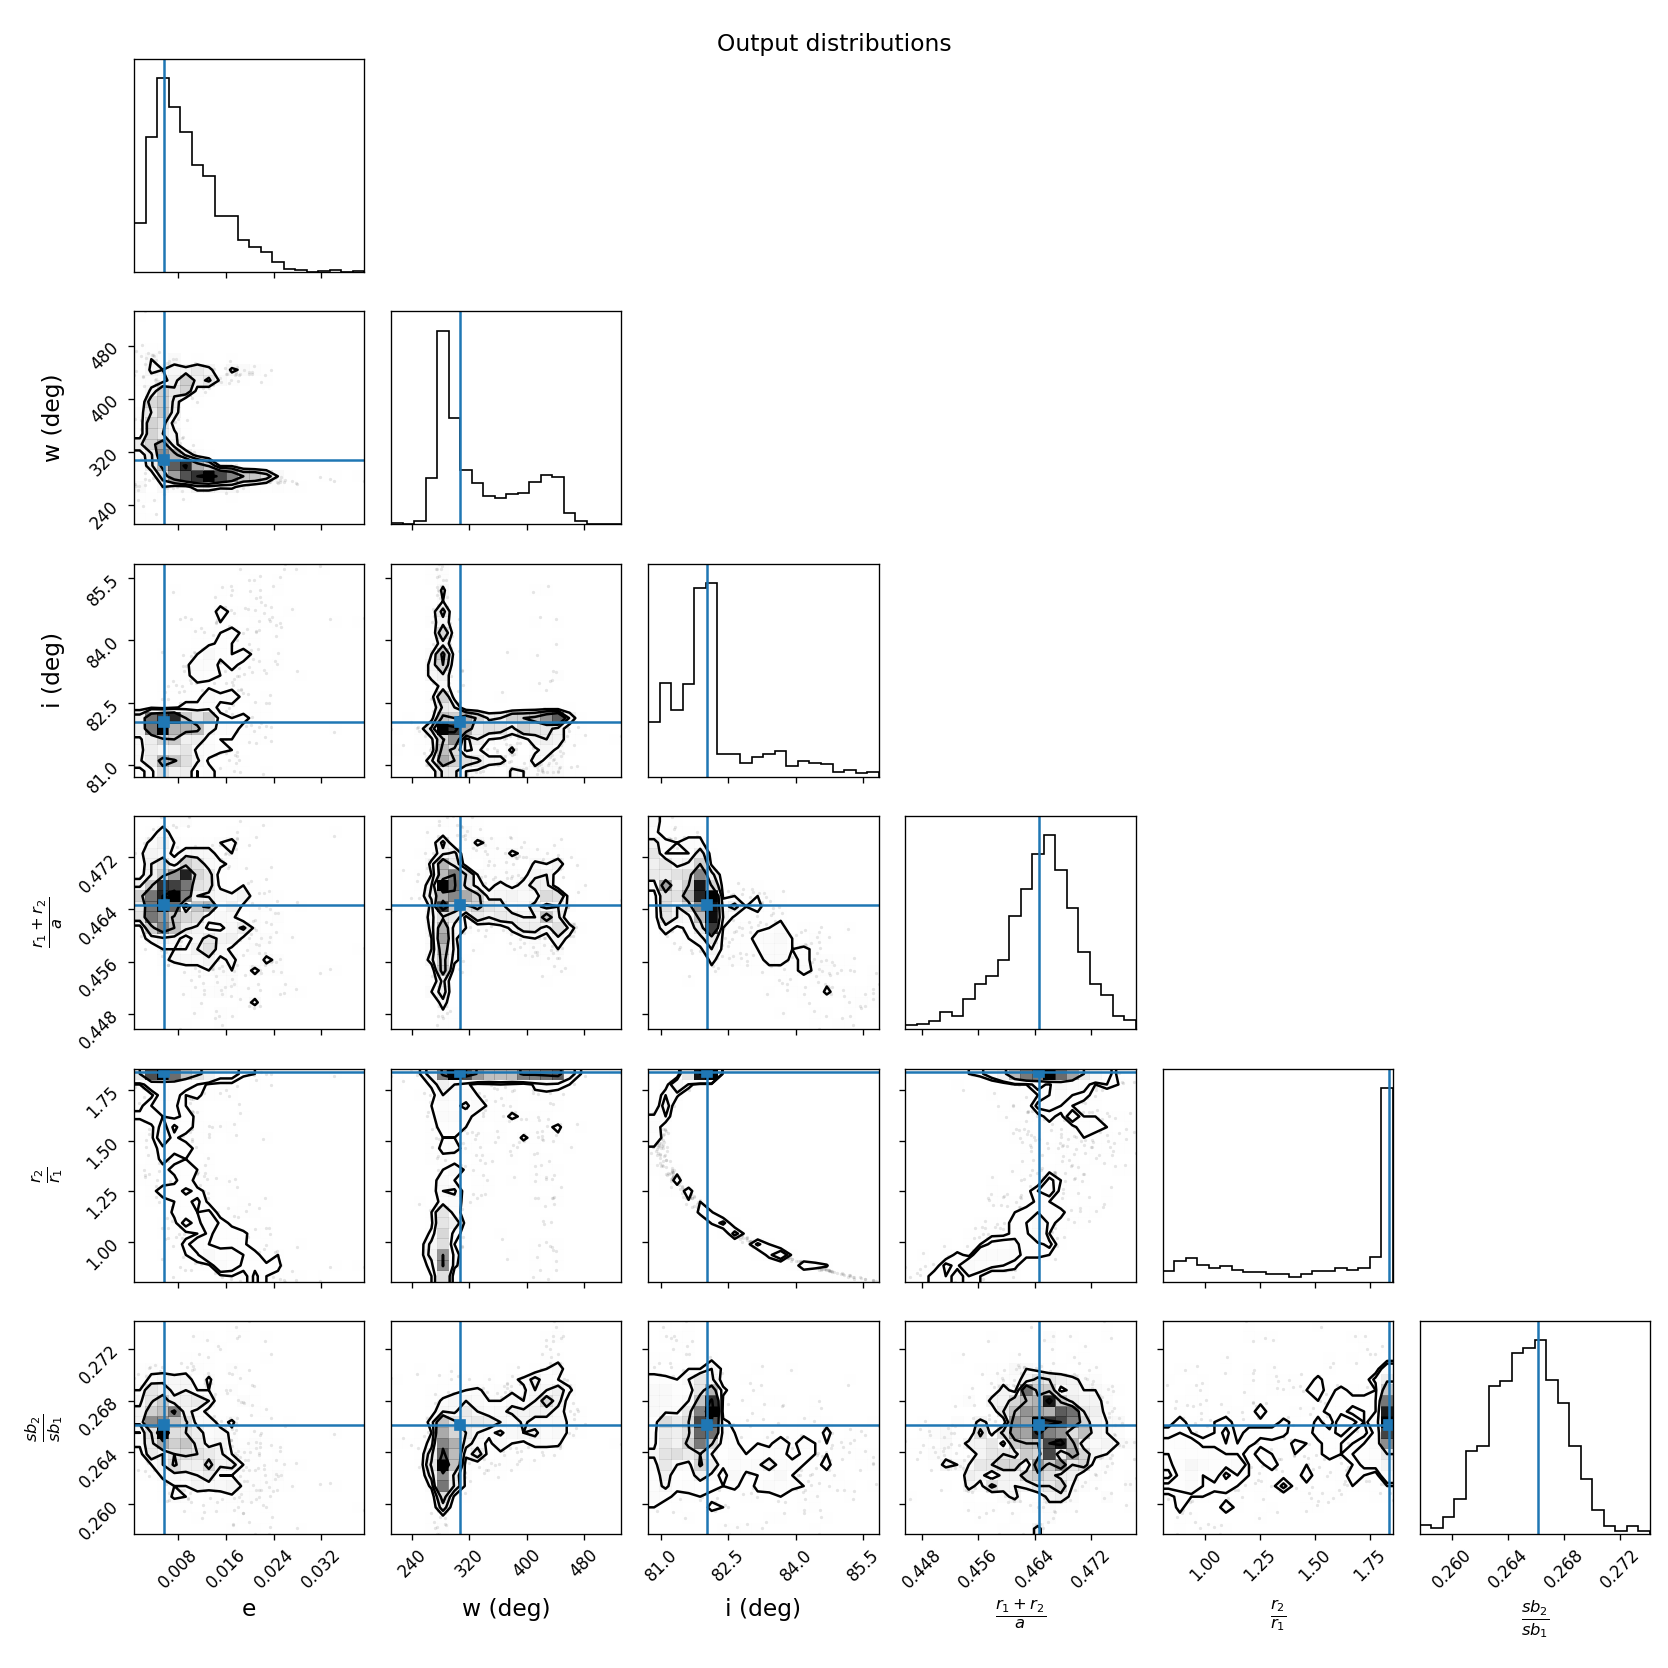 Output distributions
w (deg)
480
400
320
240
i (deg)
85.5
84.0
82.5
81.0
r₁ + r₂
a
0.472
0.464
0.456
0.448
r₂
r₁
1.75
1.50
1.25
1.00
sb₂
sb₁
0.272
0.268
0.264
0.260
0.008 0.016 0.024 0.032
240 320 400 480
81.0 82.5 84.0 85.5
0.448 0.456 0.464 0.472
1.00 1.25 1.50 1.75
0.260 0.264 0.268 0.272
e
w (deg)
i (deg)
r₁ + r₂
a
r₂
r₁
sb₂
sb₁